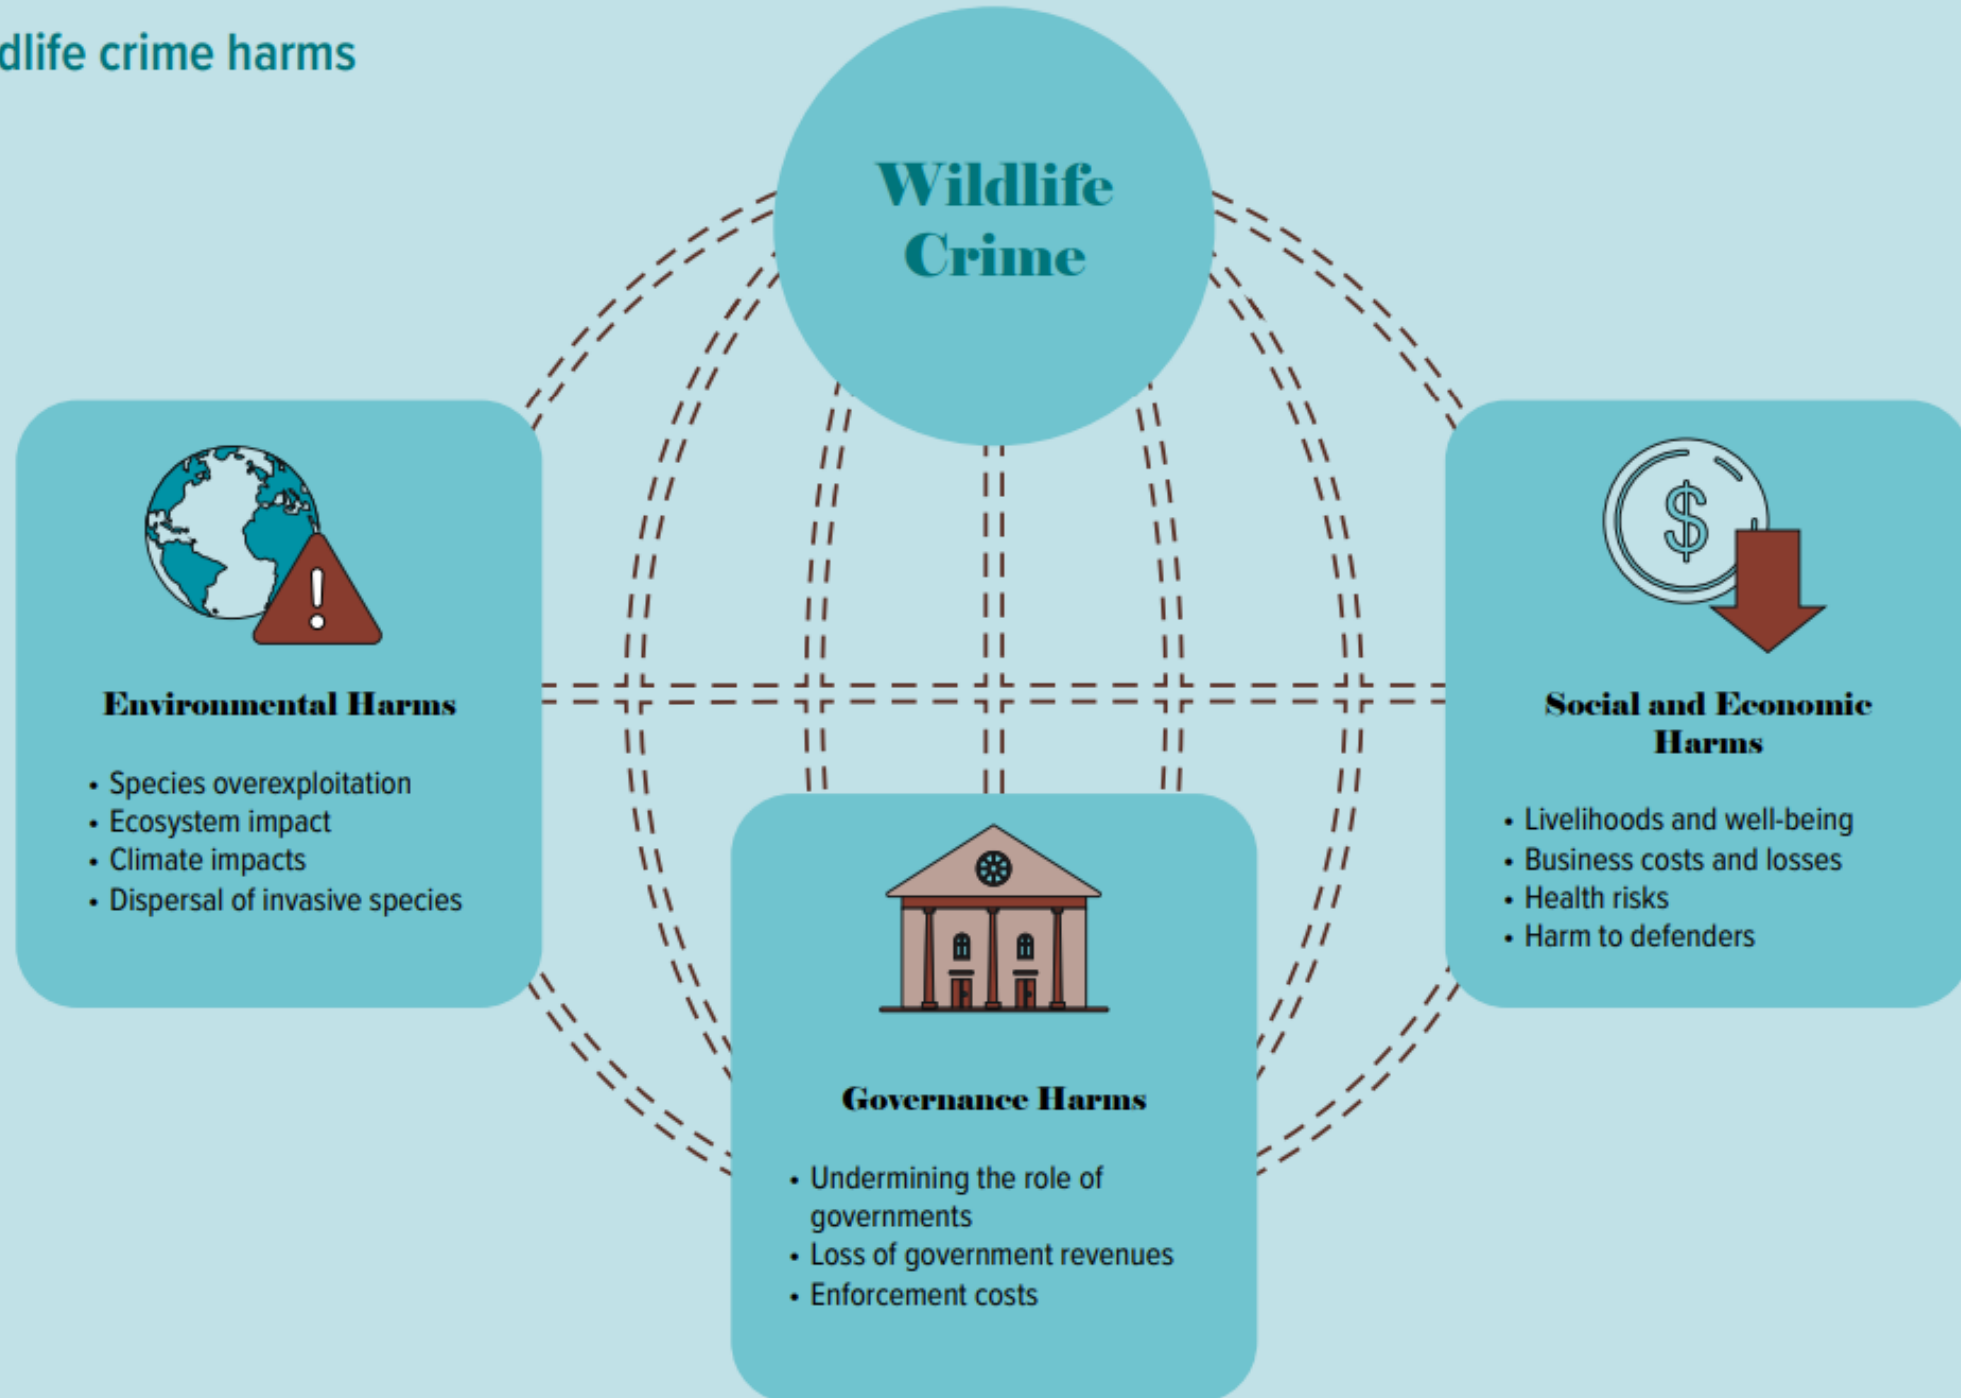 dlife crime harms
Wildlife
Crime
Environmental Harms
• Species overexploitation
• Ecosystem impact
• Climate impacts
• Dispersal of invasive species
$
Social and Economic
Harms
• Livelihoods and well-being
• Business costs and losses
• Health risks
• Harm to defenders
Governance Harms
• Undermining the role of
governments
• Loss of government revenues
• Enforcement costs